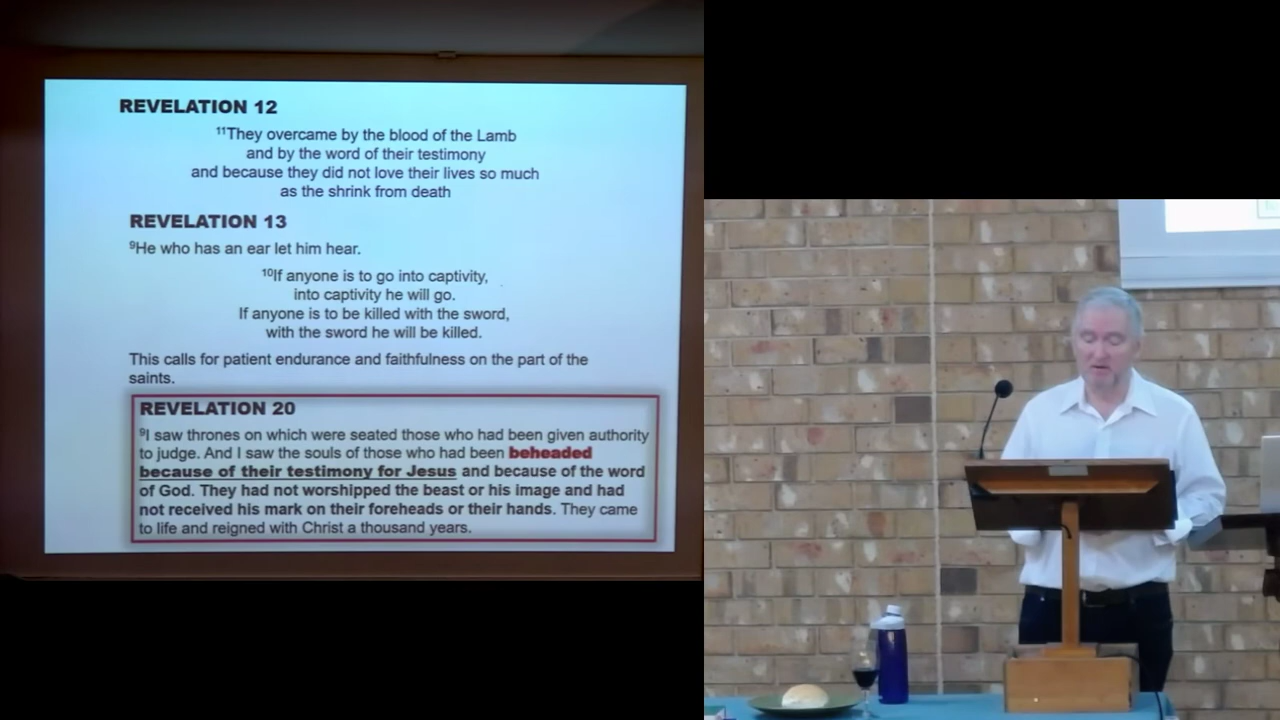 REVELATION 12
¹¹They overcame by the blood of the Lamb
and by the word of their testimony
and because they did not love their lives so much
as the shrink from death
REVELATION 13
⁹He who has an ear let him hear.
¹⁰If anyone is to go into captivity,
into captivity he will go.
If anyone is to be killed with the sword,
with the sword he will be killed.
This calls for patient endurance and faithfulness on the part of the
saints.
REVELATION 20
⁹I saw thrones on which were seated those who had been given authority
to judge. And I saw the souls of those who had been beheaded
because of their testimony for Jesus and because of the word
of God. They had not worshipped the beast or his image and had
not received his mark on their foreheads or their hands. They came
to life and reigned with Christ a thousand years.